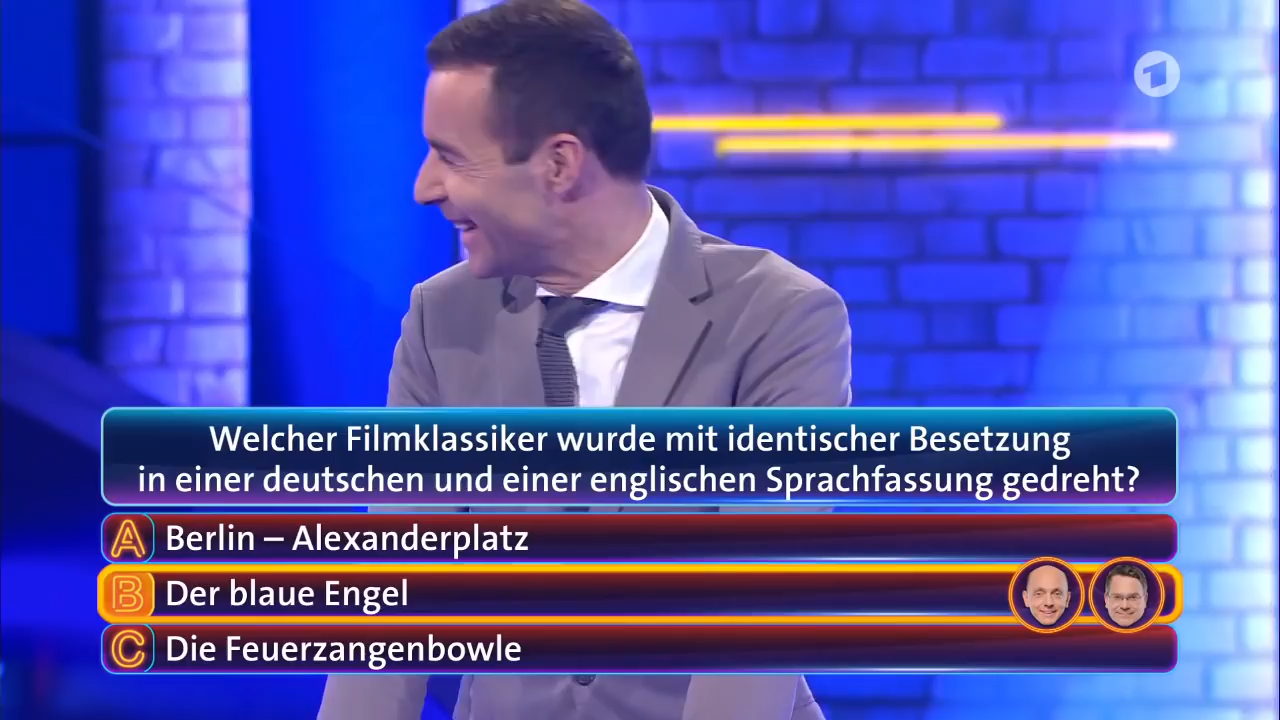 Welcher Filmklassiker wurde mit identischer Besetzung
in einer deutschen und einer englischen Sprachfassung gedreht?
A Berlin – Alexanderplatz
B Der blaue Engel
C Die Feuerzangenbowle